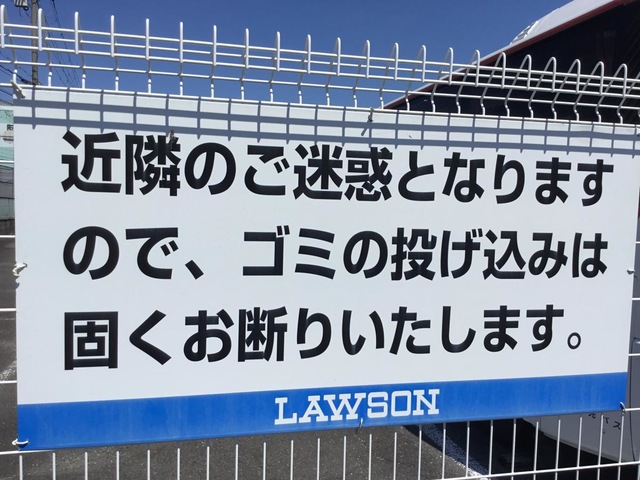 近隣のご迷惑となります
ので、ゴミの投げ込みは
固くお断りいたします。
LAWSON